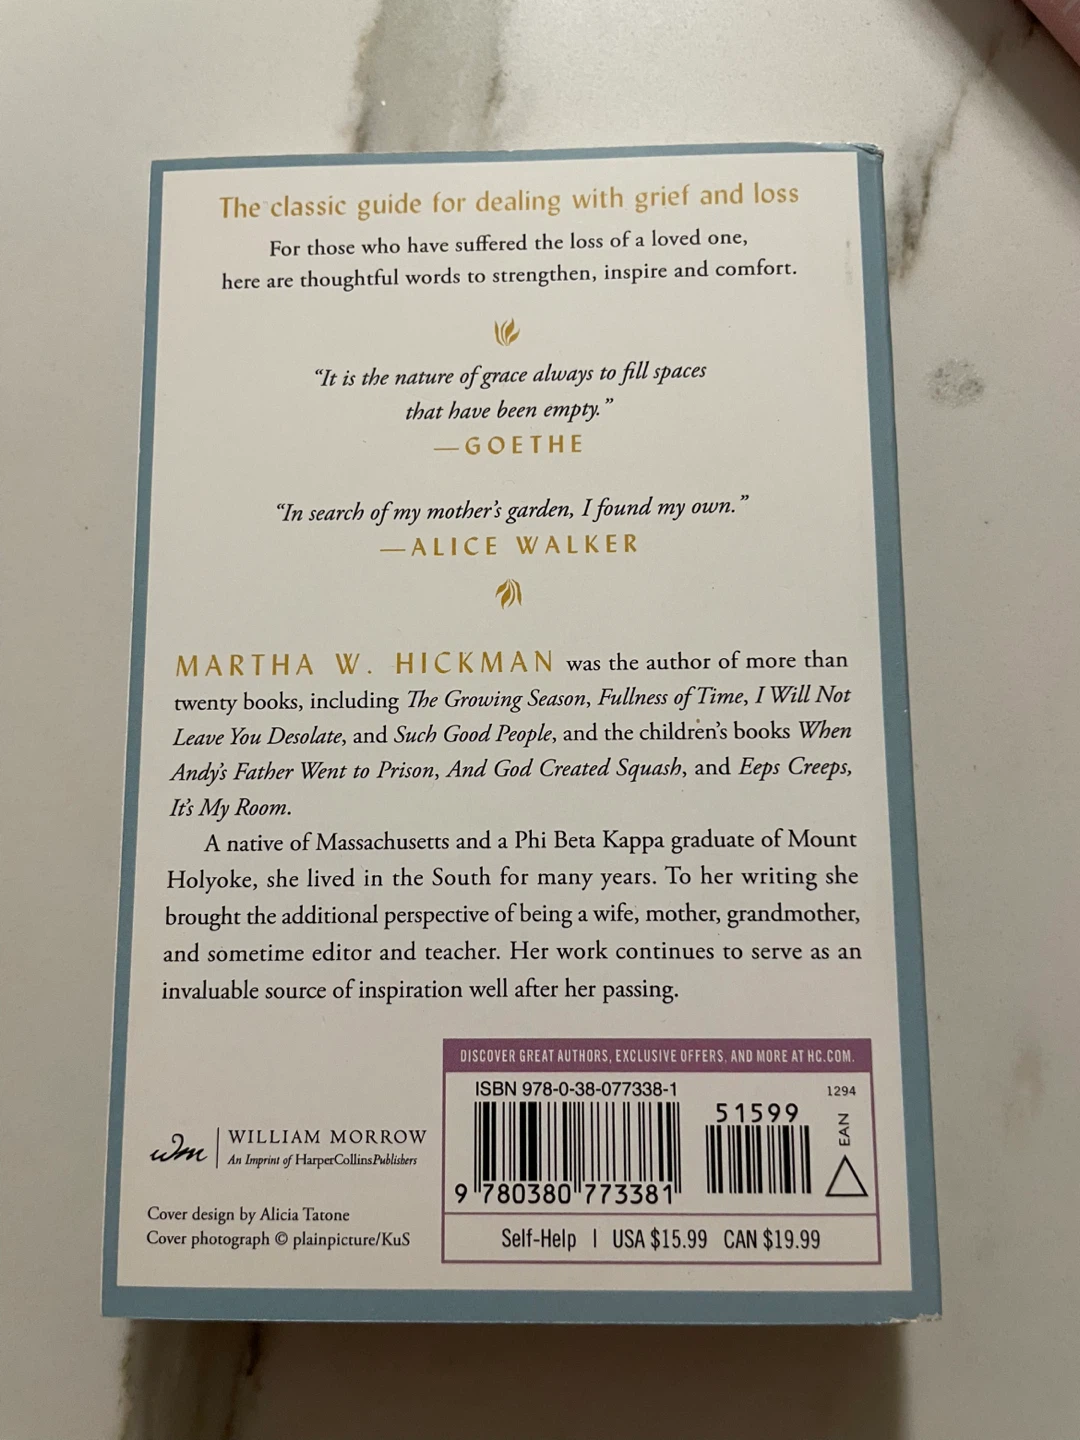 The classic guide for dealing with grief and loss
For those who have suffered the loss of a loved one,
here are thoughtful words to strengthen, inspire and comfort.
“It is the nature of grace always to fill spaces
that have been empty.”
—GOETHE
“In search of my mother’s garden, I found my own.”
—ALICE WALKER
MARTHA W. HICKMAN was the author of more than
twenty books, including The Growing Season, Fullness of Time, I Will Not
Leave You Desolate, and Such Good People, and the children’s books When
Andy’s Father Went to Prison, And God Created Squash, and Eeps Creeps,
It’s My Room.
A native of Massachusetts and a Phi Beta Kappa graduate of Mount
Holyoke, she lived in the South for many years. To her writing she
brought the additional perspective of being a wife, mother, grandmother,
and sometime editor and teacher. Her work continues to serve as an
invaluable source of inspiration well after her passing.
wm
WILLIAM MORROW
An Imprint of HarperCollinsPublishers
Cover design by Alicia Tatone
Cover photograph © plainpicture/KuS
DISCOVER GREAT AUTHORS, EXCLUSIVE OFFERS, AND MORE AT HC.COM.
ISBN 978-0-38-077338-1
51599
1294
EAN
9 780380 773381
Self-Help | USA $15.99 CAN $19.99